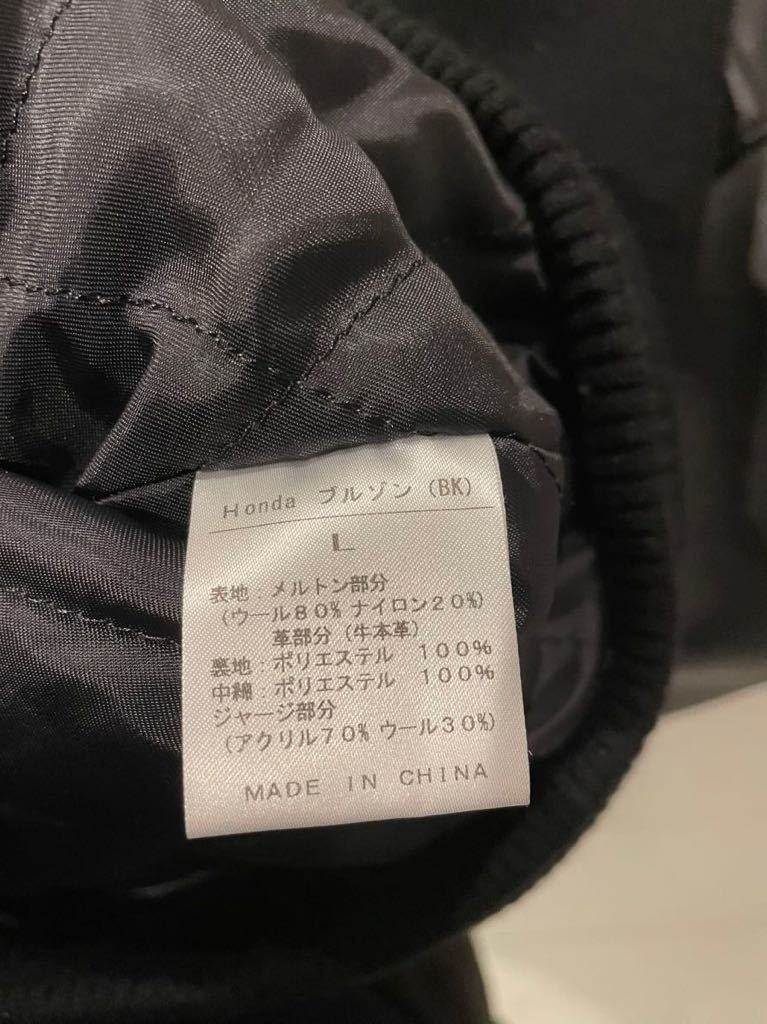 Honda ブルゾン (BK)
L
表地：メルトン部分
(ウール80% ナイロン20%)
革部分 (牛本革)
裏地：ポリエステル 100%
中綿：ポリエステル 100%
ジャージ部分
(アクリル70% ウール30%)
MADE IN CHINA